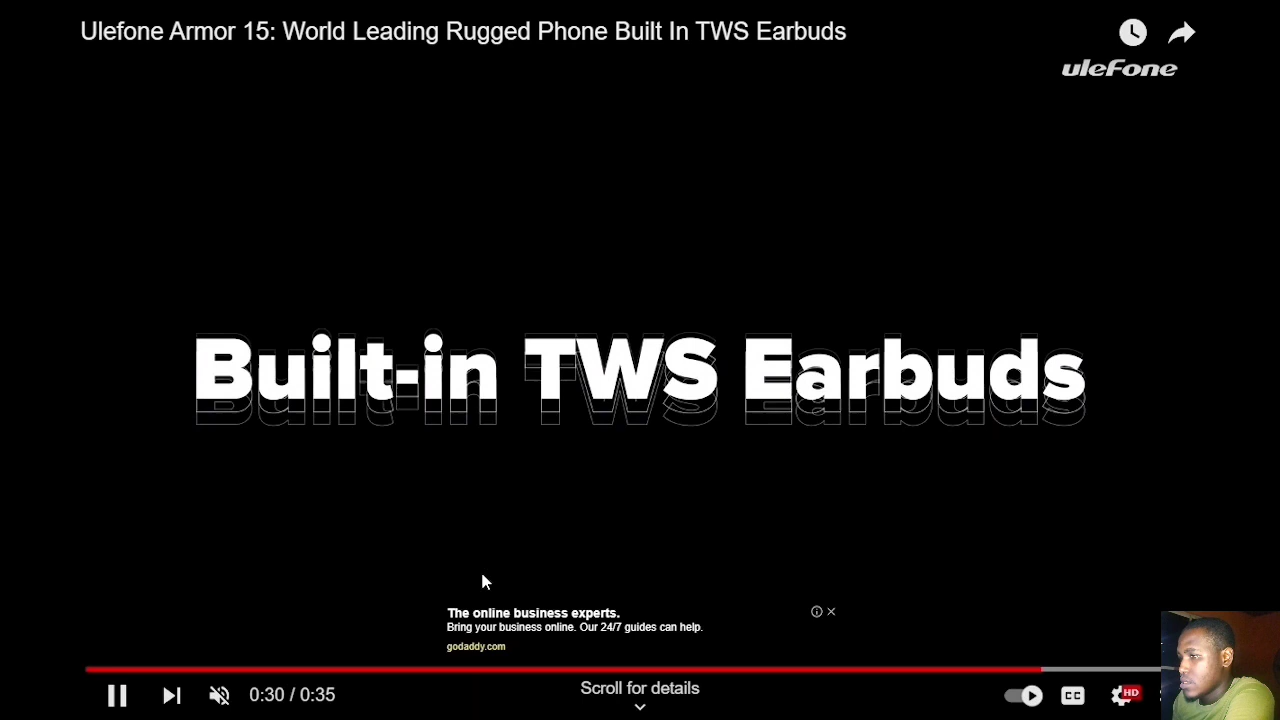 Ulefone Armor 15: World Leading Rugged Phone Built In TWS Earbuds
uleFone
Built-in TWS Earbuds
The online business experts.
Bring your business online. Our 24/7 guides can help.
godaddy.com
0:30 / 0:35
Scroll for details
CC
HD